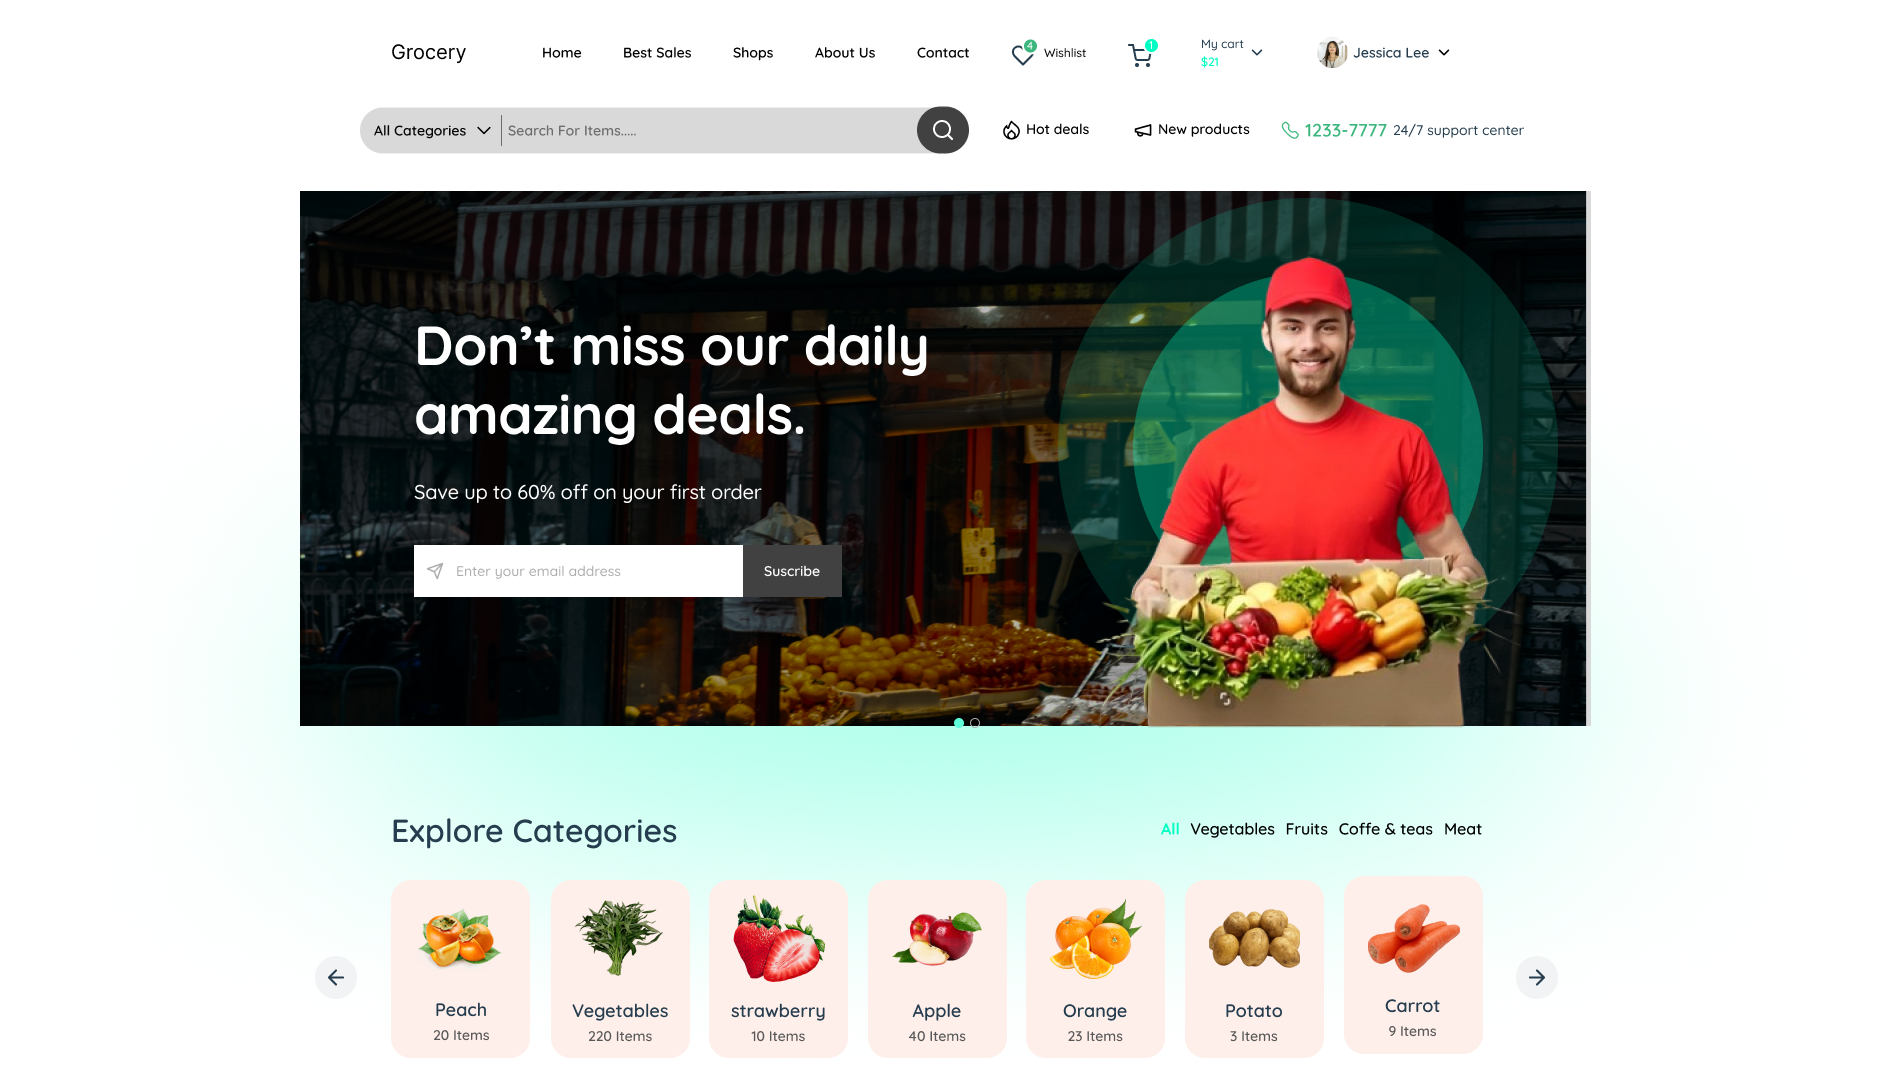 Grocery
Home
Best Sales
Shops
About Us
Contact
4
Wishlist
1
My cart
$21
Jessica Lee
All Categories
Search For Items.....
Hot deals
New products
1233-7777 24/7 support center
Don’t miss our daily
amazing deals.
Save up to 60% off on your first order
Enter your email address
Suscribe
Explore Categories
All Vegetables Fruits Coffe & teas Meat
Peach
20 Items
Vegetables
220 Items
strawberry
10 Items
Apple
40 Items
Orange
23 Items
Potato
3 Items
Carrot
9 Items